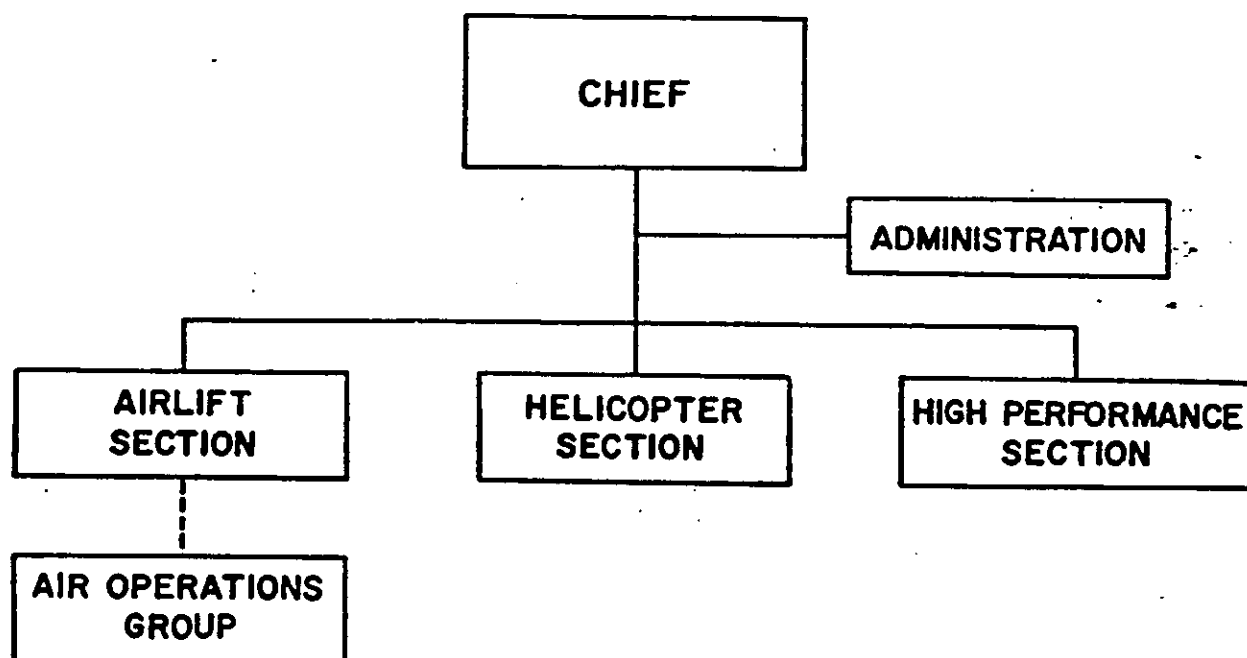 CHIEF
ADMINISTRATION
AIRLIFT
SECTION
HELICOPTER
SECTION
HIGH PERFORMANCE
SECTION
AIR OPERATIONS
GROUP